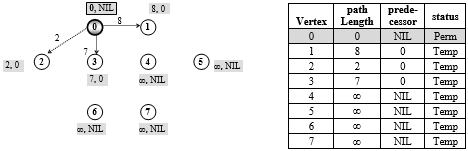 0, NIL
8, 0
0
8
1
2
7
2, 0
2
3
4
5
∞, NIL
7, 0
∞, NIL
6
7
∞, NIL
∞, NIL
Vertex path Length prede-cessor status
0 0 NIL Perm
1 8 0 Temp
2 2 0 Temp
3 7 0 Temp
4 ∞ NIL Temp
5 ∞ NIL Temp
6 ∞ NIL Temp
7 ∞ NIL Temp